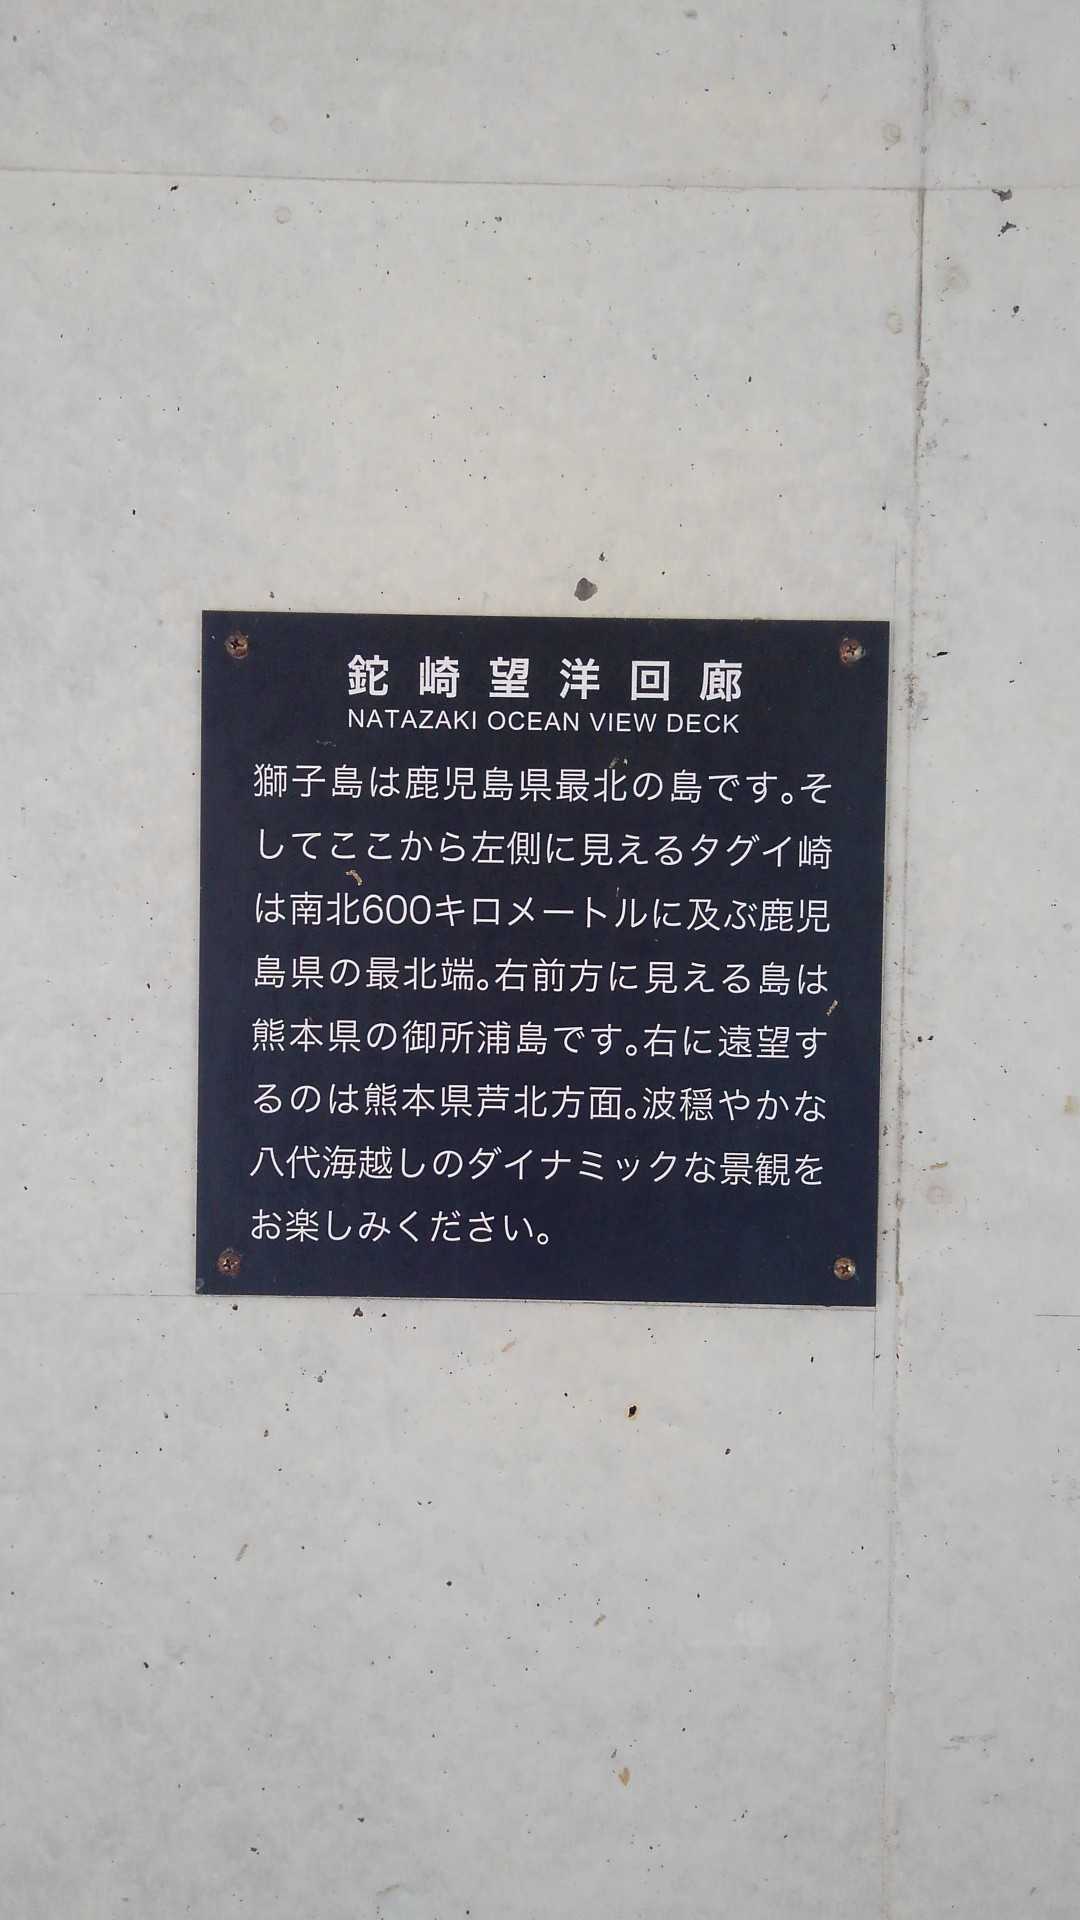 鉈崎望洋回廊
NATAZAKI OCEAN VIEW DECK
獅子島は鹿児島県最北の島です。そ
してここから左側に見えるタグイ崎
は南北600キロメートルに及ぶ鹿児
島県の最北端。右前方に見える島は
熊本県の御所浦島です。右に遠望す
るのは熊本県芦北方面。波穏やかな
八代海越しのダイナミックな景観を
お楽しみください。